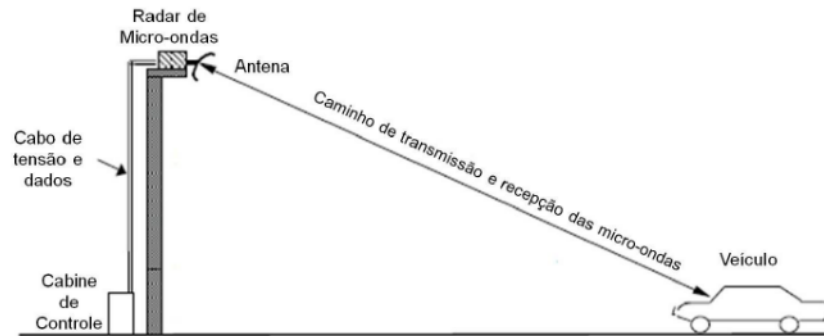 Radar de
Micro-ondas
Antena
Caminho de transmissão e recepção das micro-ondas
Cabo de
tensão e
dados
Veículo
Cabine
de
Controle